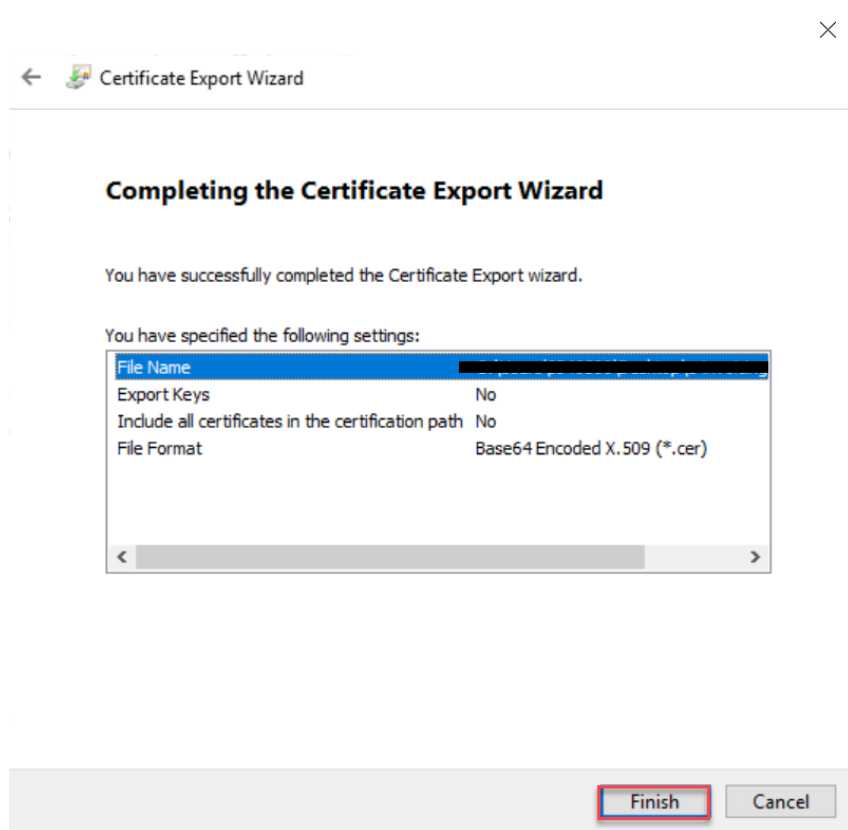 Certificate Export Wizard
Completing the Certificate Export Wizard
You have successfully completed the Certificate Export wizard.
You have specified the following settings:
File Name
Export Keys No
Include all certificates in the certification path No
File Format Base64 Encoded X.509 (*.cer)
Finish Cancel